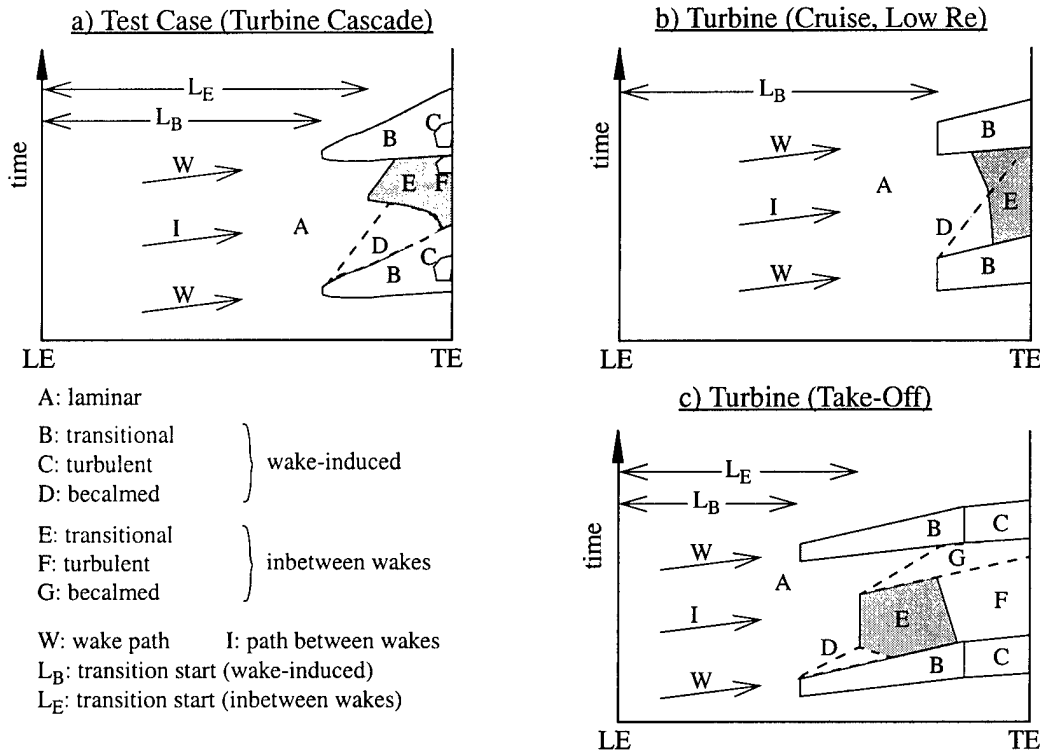 a) Test Case (Turbine Cascade)
time
L_E
L_B
W
I
W
A
B
C
E
F
D
C
B
LE
TE
b) Turbine (Cruise, Low Re)
time
L_B
W
I
W
A
B
E
D
B
LE
TE
A: laminar
B: transitional
C: turbulent
D: becalmed
wake-induced
E: transitional
F: turbulent
G: becalmed
inbetween wakes
W: wake path I: path between wakes
L_B: transition start (wake-induced)
L_E: transition start (inbetween wakes)
c) Turbine (Take-Off)
time
L_E
L_B
W
I
W
A
B
C
G
E
F
D
B
C
LE
TE